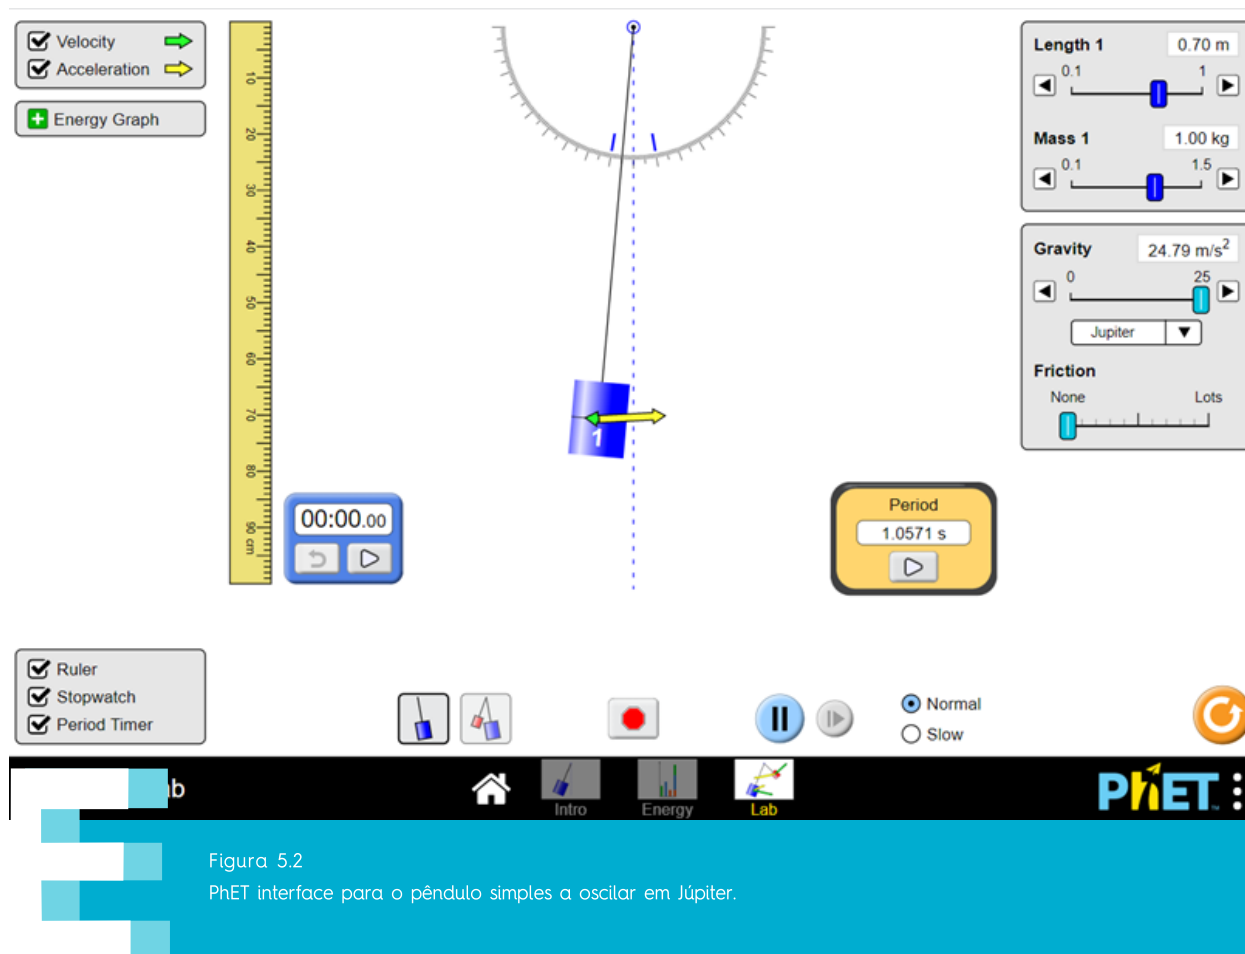 Velocity
Acceleration
Energy Graph
10
20
30
40
50
60
70
80
90 cm
1
00:00.00
Period
1.0571 s
Length 1 0.70 m
0.1 1
Mass 1 1.00 kg
0.1 1.5
Gravity 24.79 m/s²
0 25
Jupiter
Friction
None Lots
Ruler
Stopwatch
Period Timer
Normal
Slow
Intro
Energy
Lab
PhET
Figura 5.2
PhET interface para o pêndulo simples a oscilar em Júpiter.